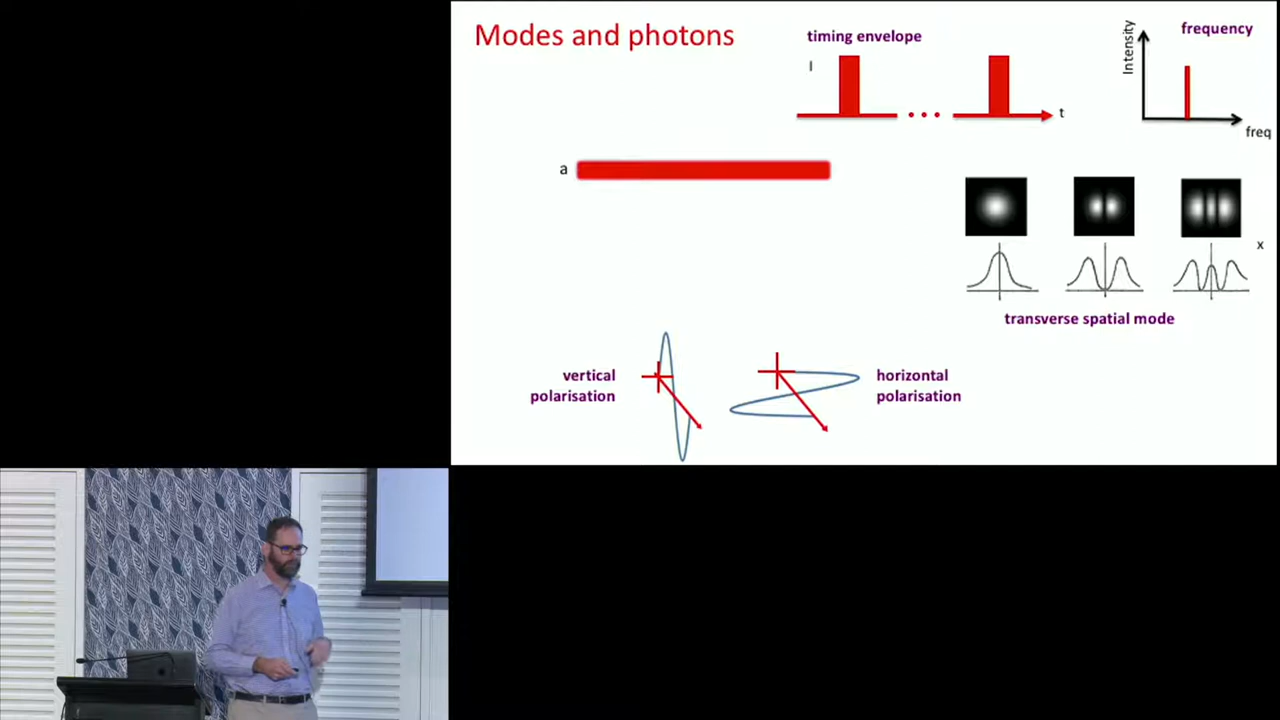 Modes and photons
timing envelope
I
t
Intensity
frequency
freq
a
x
transverse spatial mode
vertical
polarisation
horizontal
polarisation